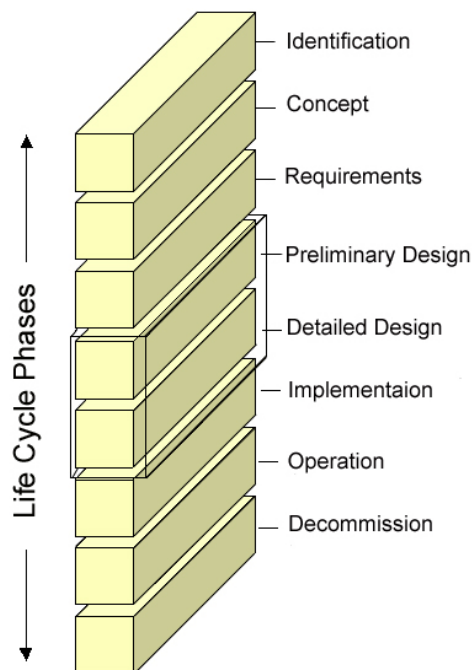 Identification
Concept
Requirements
Preliminary Design
Detailed Design
Implementaion
Operation
Decommission
Life Cycle Phases